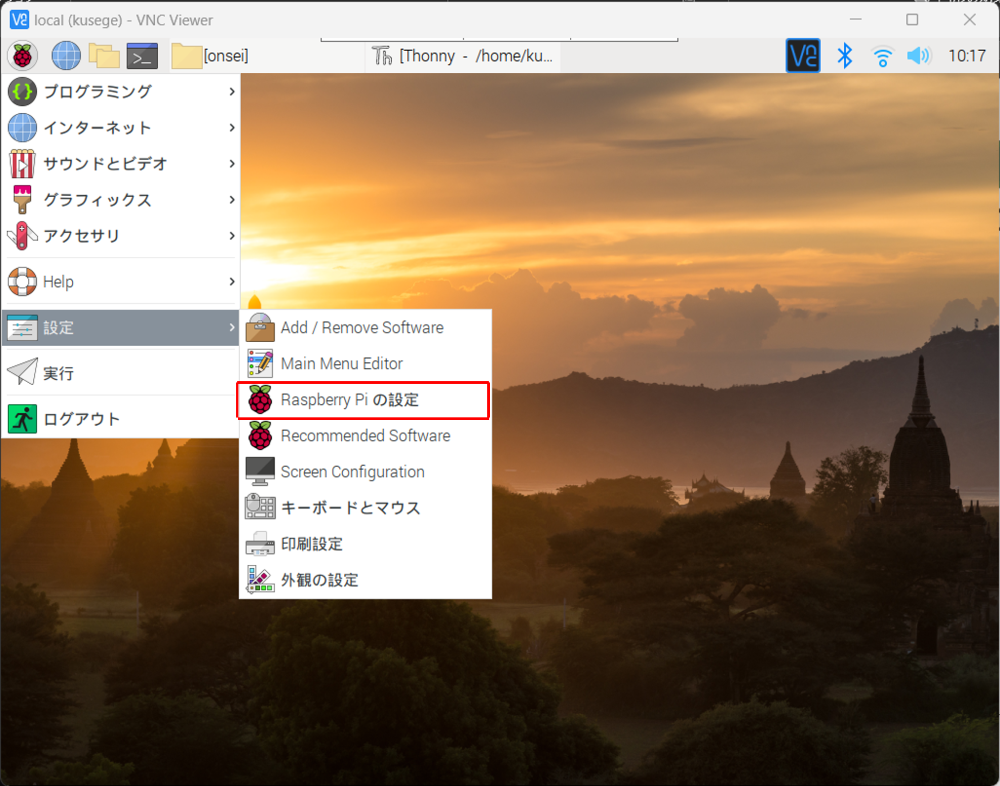 local (kusege) - VNC Viewer
[onsei]
[Thonny - /home/ku...
10:17
プログラミング
インターネット
サウンドとビデオ
グラフィックス
アクセサリ
Help
設定
実行
ログアウト
Add / Remove Software
Main Menu Editor
Raspberry Pi の設定
Recommended Software
Screen Configuration
キーボードとマウス
印刷設定
外観の設定